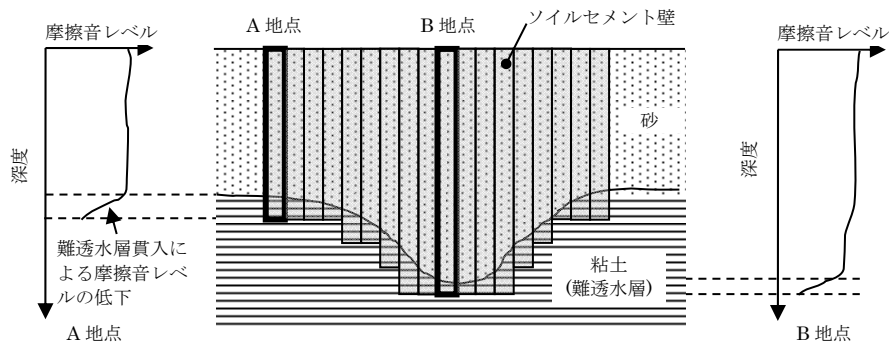 摩擦音レベル
A 地点
B 地点
ソイルセメント壁
摩擦音レベル
深度
砂
深度
難透水層貫入に
よる摩擦音レベ
ルの低下
粘土
(難透水層)
A 地点
B 地点